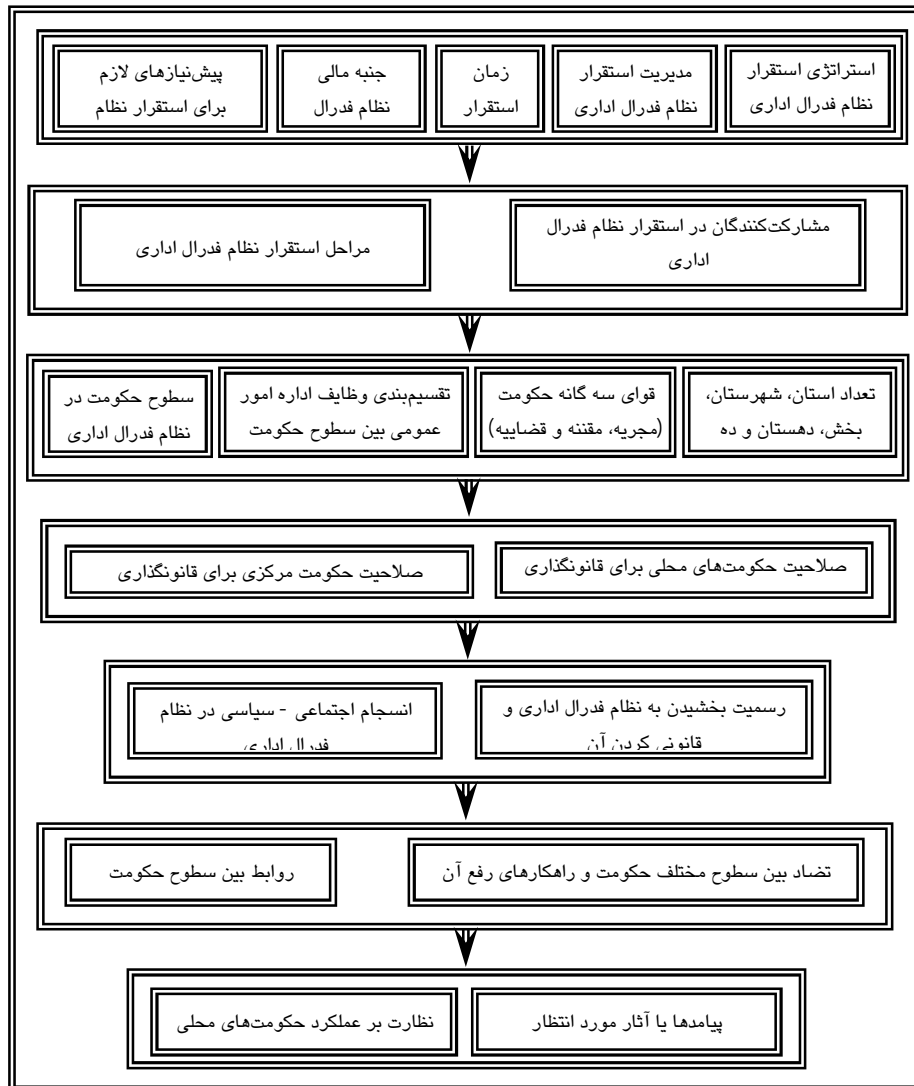 استراتژی استقرار
نظام فدرال اداری
مدیریت استقرار
نظام فدرال اداری
زمان
استقرار
جنبه مالی
نظام فدرال
پیش‌نیازهای لازم
برای استقرار نظام
مشارکت‌کنندگان در استقرار نظام فدرال
اداری
مراحل استقرار نظام فدرال اداری
تعداد استان، شهرستان،
بخش، دهستان و ده
قوای سه گانه حکومت
(مجریه، مقننه و قضاییه)
تقسیم‌بندی وظایف اداره امور
عمومی بین سطوح حکومت
سطوح حکومت در
نظام فدرال اداری
صلاحیت حکومت‌های محلی برای قانونگذاری
صلاحیت حکومت مرکزی برای قانونگذاری
رسمیت بخشیدن به نظام فدرال اداری و
قانونی کردن آن
انسجام اجتماعی - سیاسی در نظام
فدرال اداری
تضاد بین سطوح مختلف حکومت و راهکارهای رفع آن
روابط بین سطوح حکومت
پیامدها یا آثار مورد انتظار
نظارت بر عملکرد حکومت‌های محلی